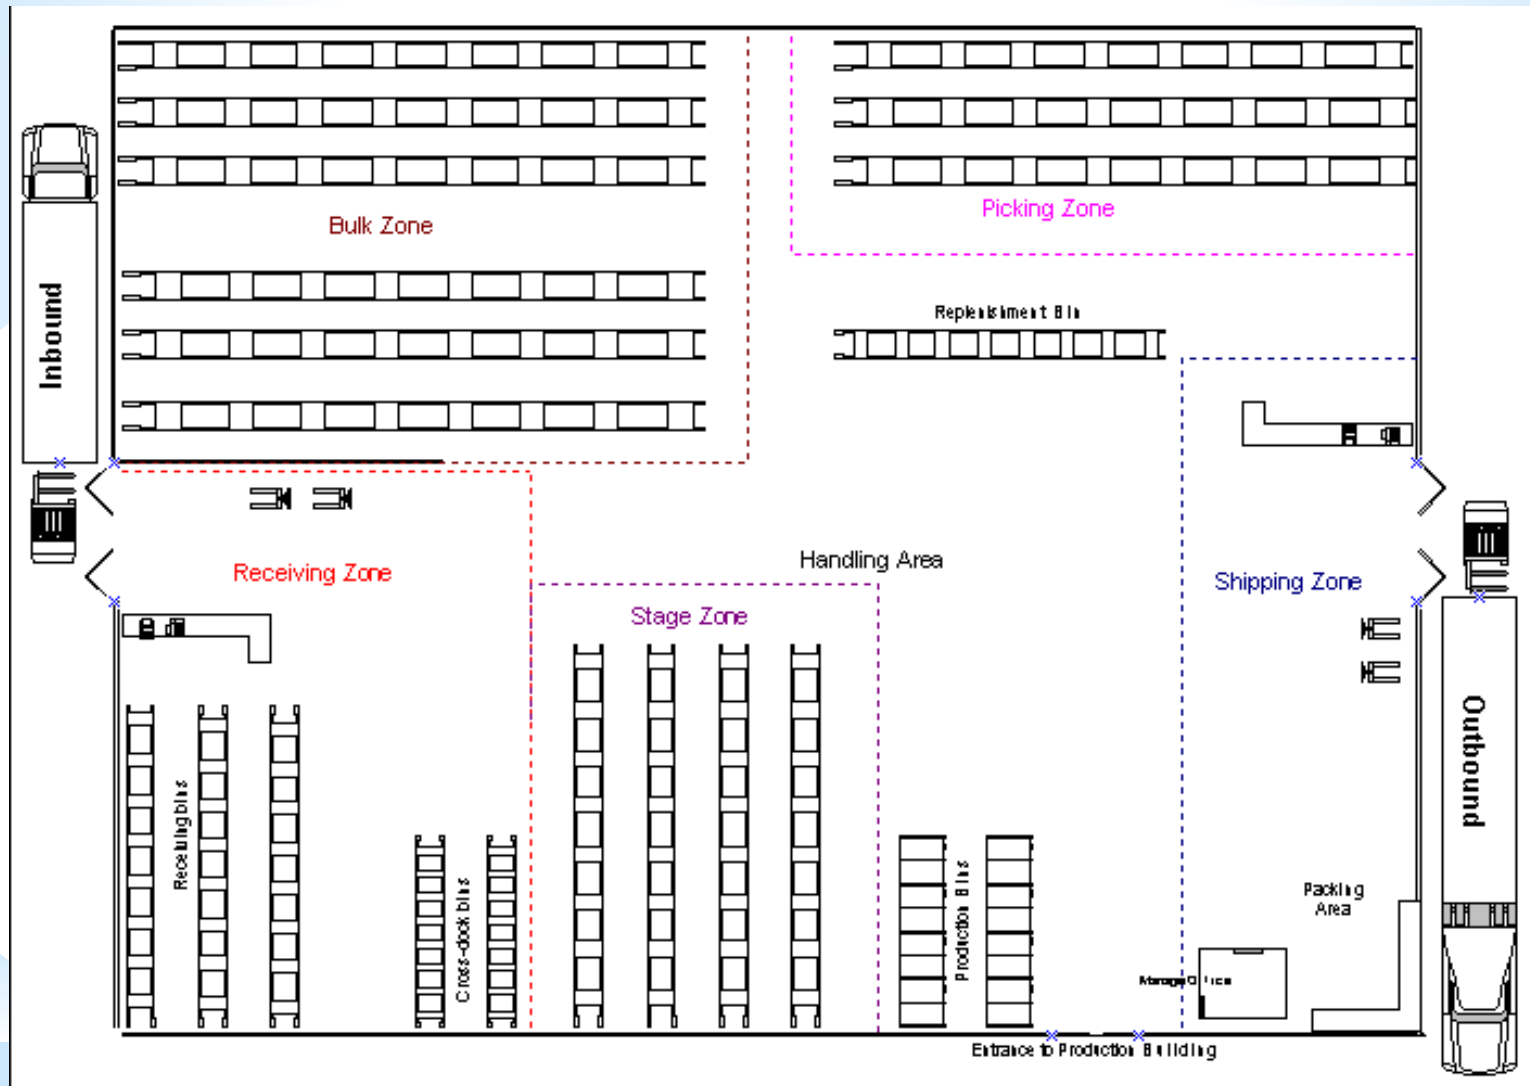 Bulk Zone
Picking Zone
Inbound
Replenishment Bin
Handling Area
Receiving Zone
Shipping Zone
Stage Zone
Outbound
Receiving bins
Cross-dock bins
Production Bins
Packing
Area
Entrance to Production Building